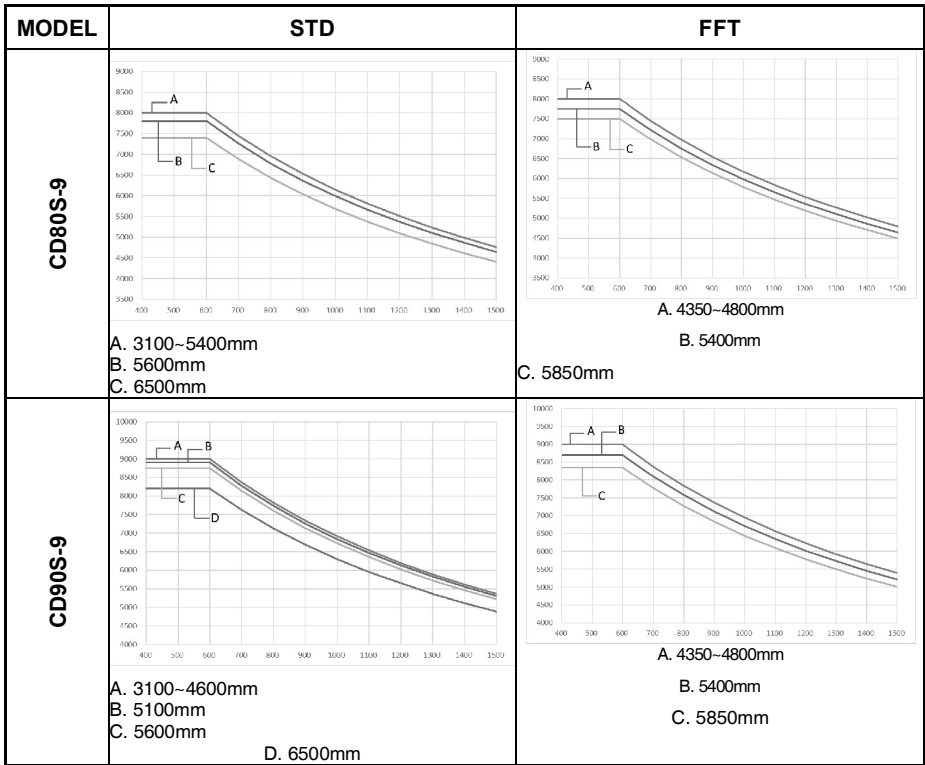 MODEL STD FFT
CD80S-9
9000
8500
8000
7500
7000
6500
6000
5500
5000
4500
4000
3500
400 500 600 700 800 900 1000 1100 1200 1300 1400 1500
A
B
C
A. 3100~5400mm
B. 5600mm
C. 6500mm
9000
8500
8000
7500
7000
6500
6000
5500
5000
4500
4000
3500
400 500 600 700 800 900 1000 1100 1200 1300 1400 1500
A
B C
A. 4350~4800mm
B. 5400mm
C. 5850mm
CD90S-9
10000
9500
9000
8500
8000
7500
7000
6500
6000
5500
5000
4500
4000
400 500 600 700 800 900 1000 1100 1200 1300 1400 1500
A B
C
D
A. 3100~4600mm
B. 5100mm
C. 5600mm
D. 6500mm
10000
9500
9000
8500
8000
7500
7000
6500
6000
5500
5000
4500
4000
400 500 600 700 800 900 1000 1100 1200 1300 1400 1500
A B
C
A. 4350~4800mm
B. 5400mm
C. 5850mm